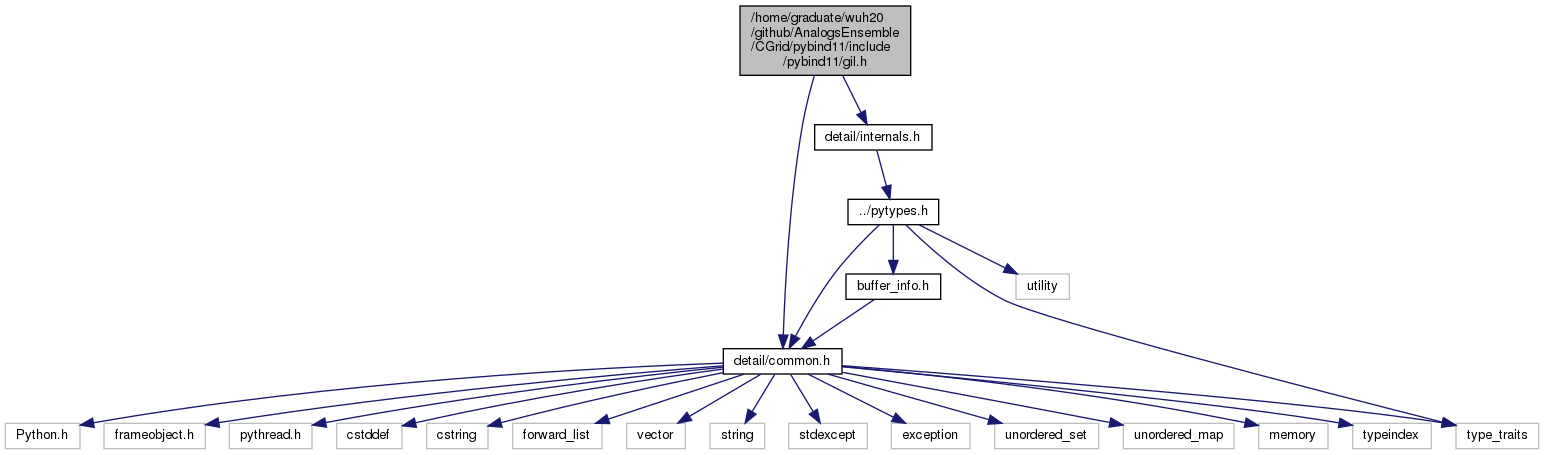 /home/graduate/wuh20
/github/AnalogsEnsemble
/CGrid/pybind11/include
/pybind11/gil.h
detail/internals.h
../pytypes.h
buffer_info.h
utility
detail/common.h
Python.h
frameobject.h
pythread.h
cstddef
cstring
forward_list
vector
string
stdexcept
exception
unordered_set
unordered_map
memory
typeindex
type_traits